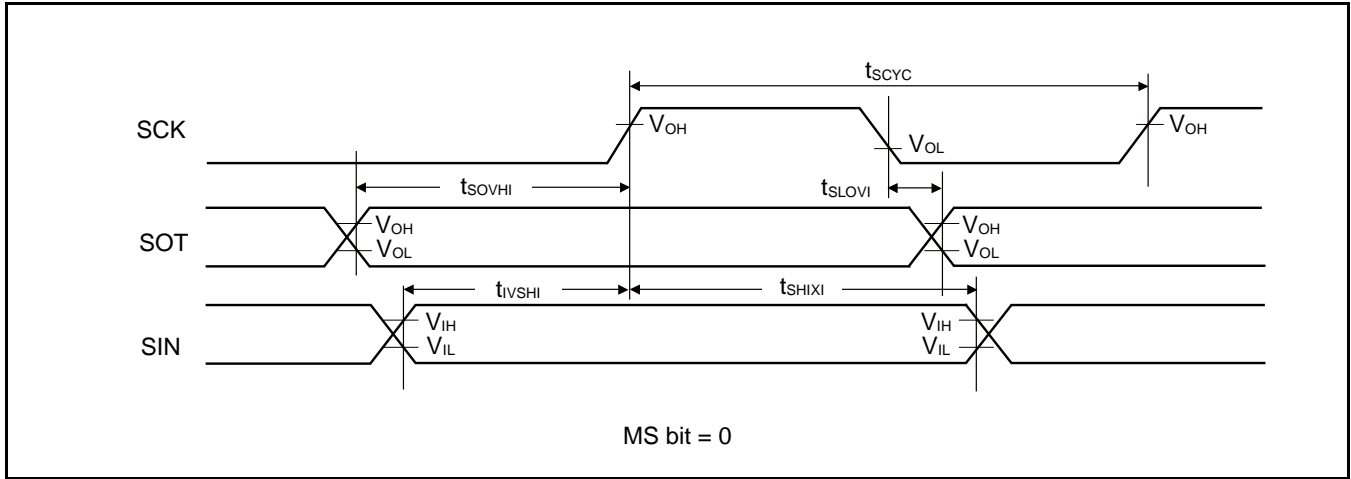 tSCYC
SCK
VOH
VOL
VOH
tSOVHI
tSLOVI
SOT
VOH
VOL
VOH
VOL
tIVSHI
tSHIXI
SIN
VIH
VIL
VIH
VIL
MS bit = 0